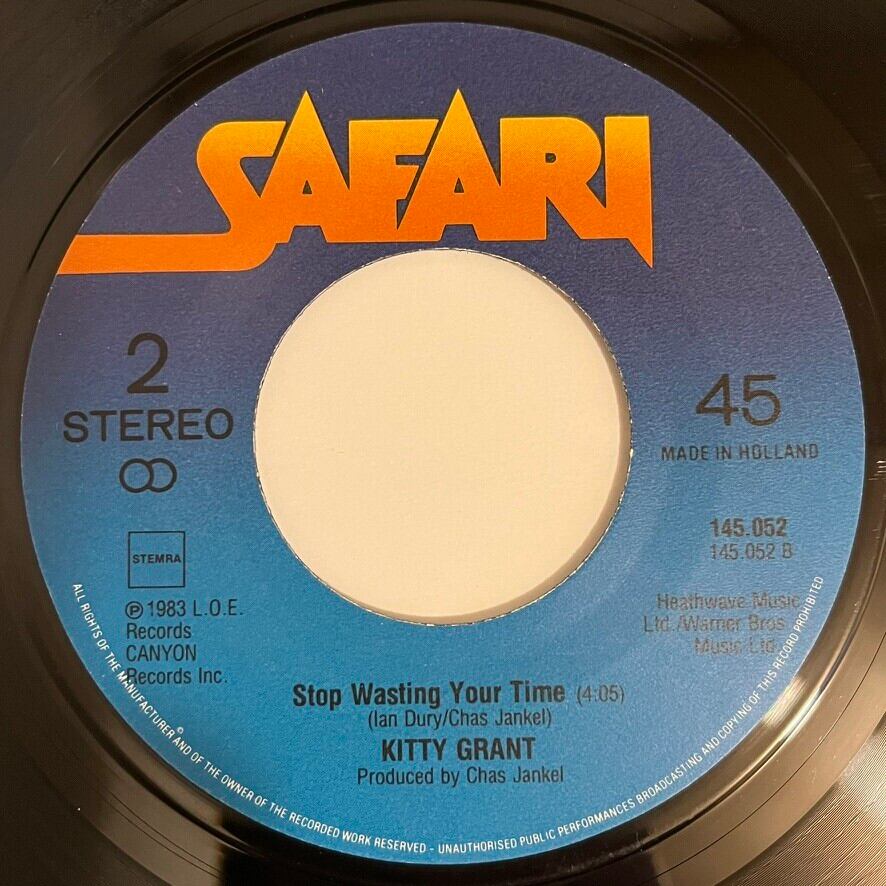 SAFARI
2
STEREO
45
MADE IN HOLLAND
STEMRA
145.052
145.052 B
℗ 1983 L.O.E.
Records
CANYON
Records Inc.
Heathwave Music
Ltd./Warner Bros.
Music Ltd.
Stop Wasting Your Time (4:05)
(Ian Dury/Chas Jankel)
KITTY GRANT
Produced by Chas Jankel
ALL RIGHTS OF THE MANUFACTURER AND OF THE OWNER OF THE RECORDED WORK RESERVED - UNAUTHORISED PUBLIC PERFORMANCES BROADCASTING AND COPYING OF THIS RECORD PROHIBITED
©